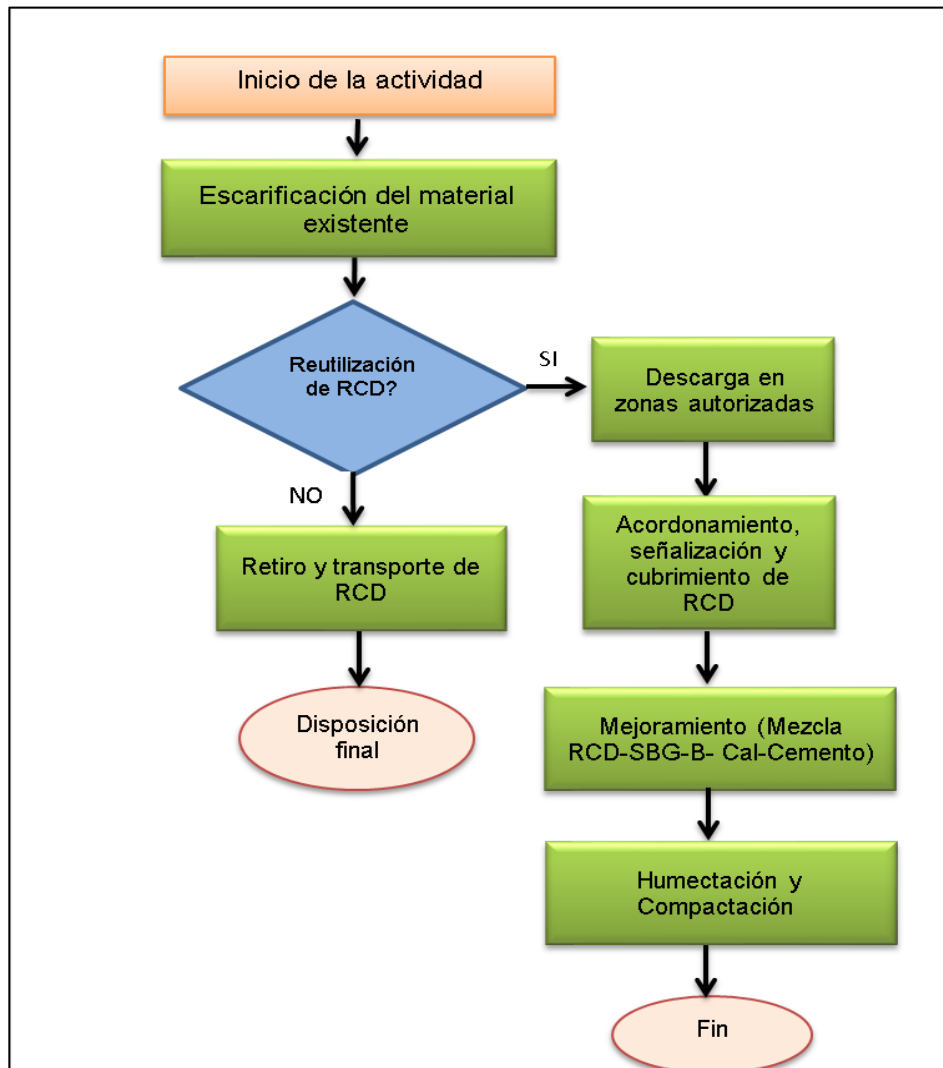 Inicio de la actividad
Escarificación del material
existente
Reutilización
de RCD?
SI
Descarga en
zonas autorizadas
NO
Retiro y transporte de
RCD
Acordonamiento,
señalización y
cubrimiento de
RCD
Disposición
final
Mejoramiento (Mezcla
RCD-SBG-B- Cal-Cemento)
Humectación y
Compactación
Fin